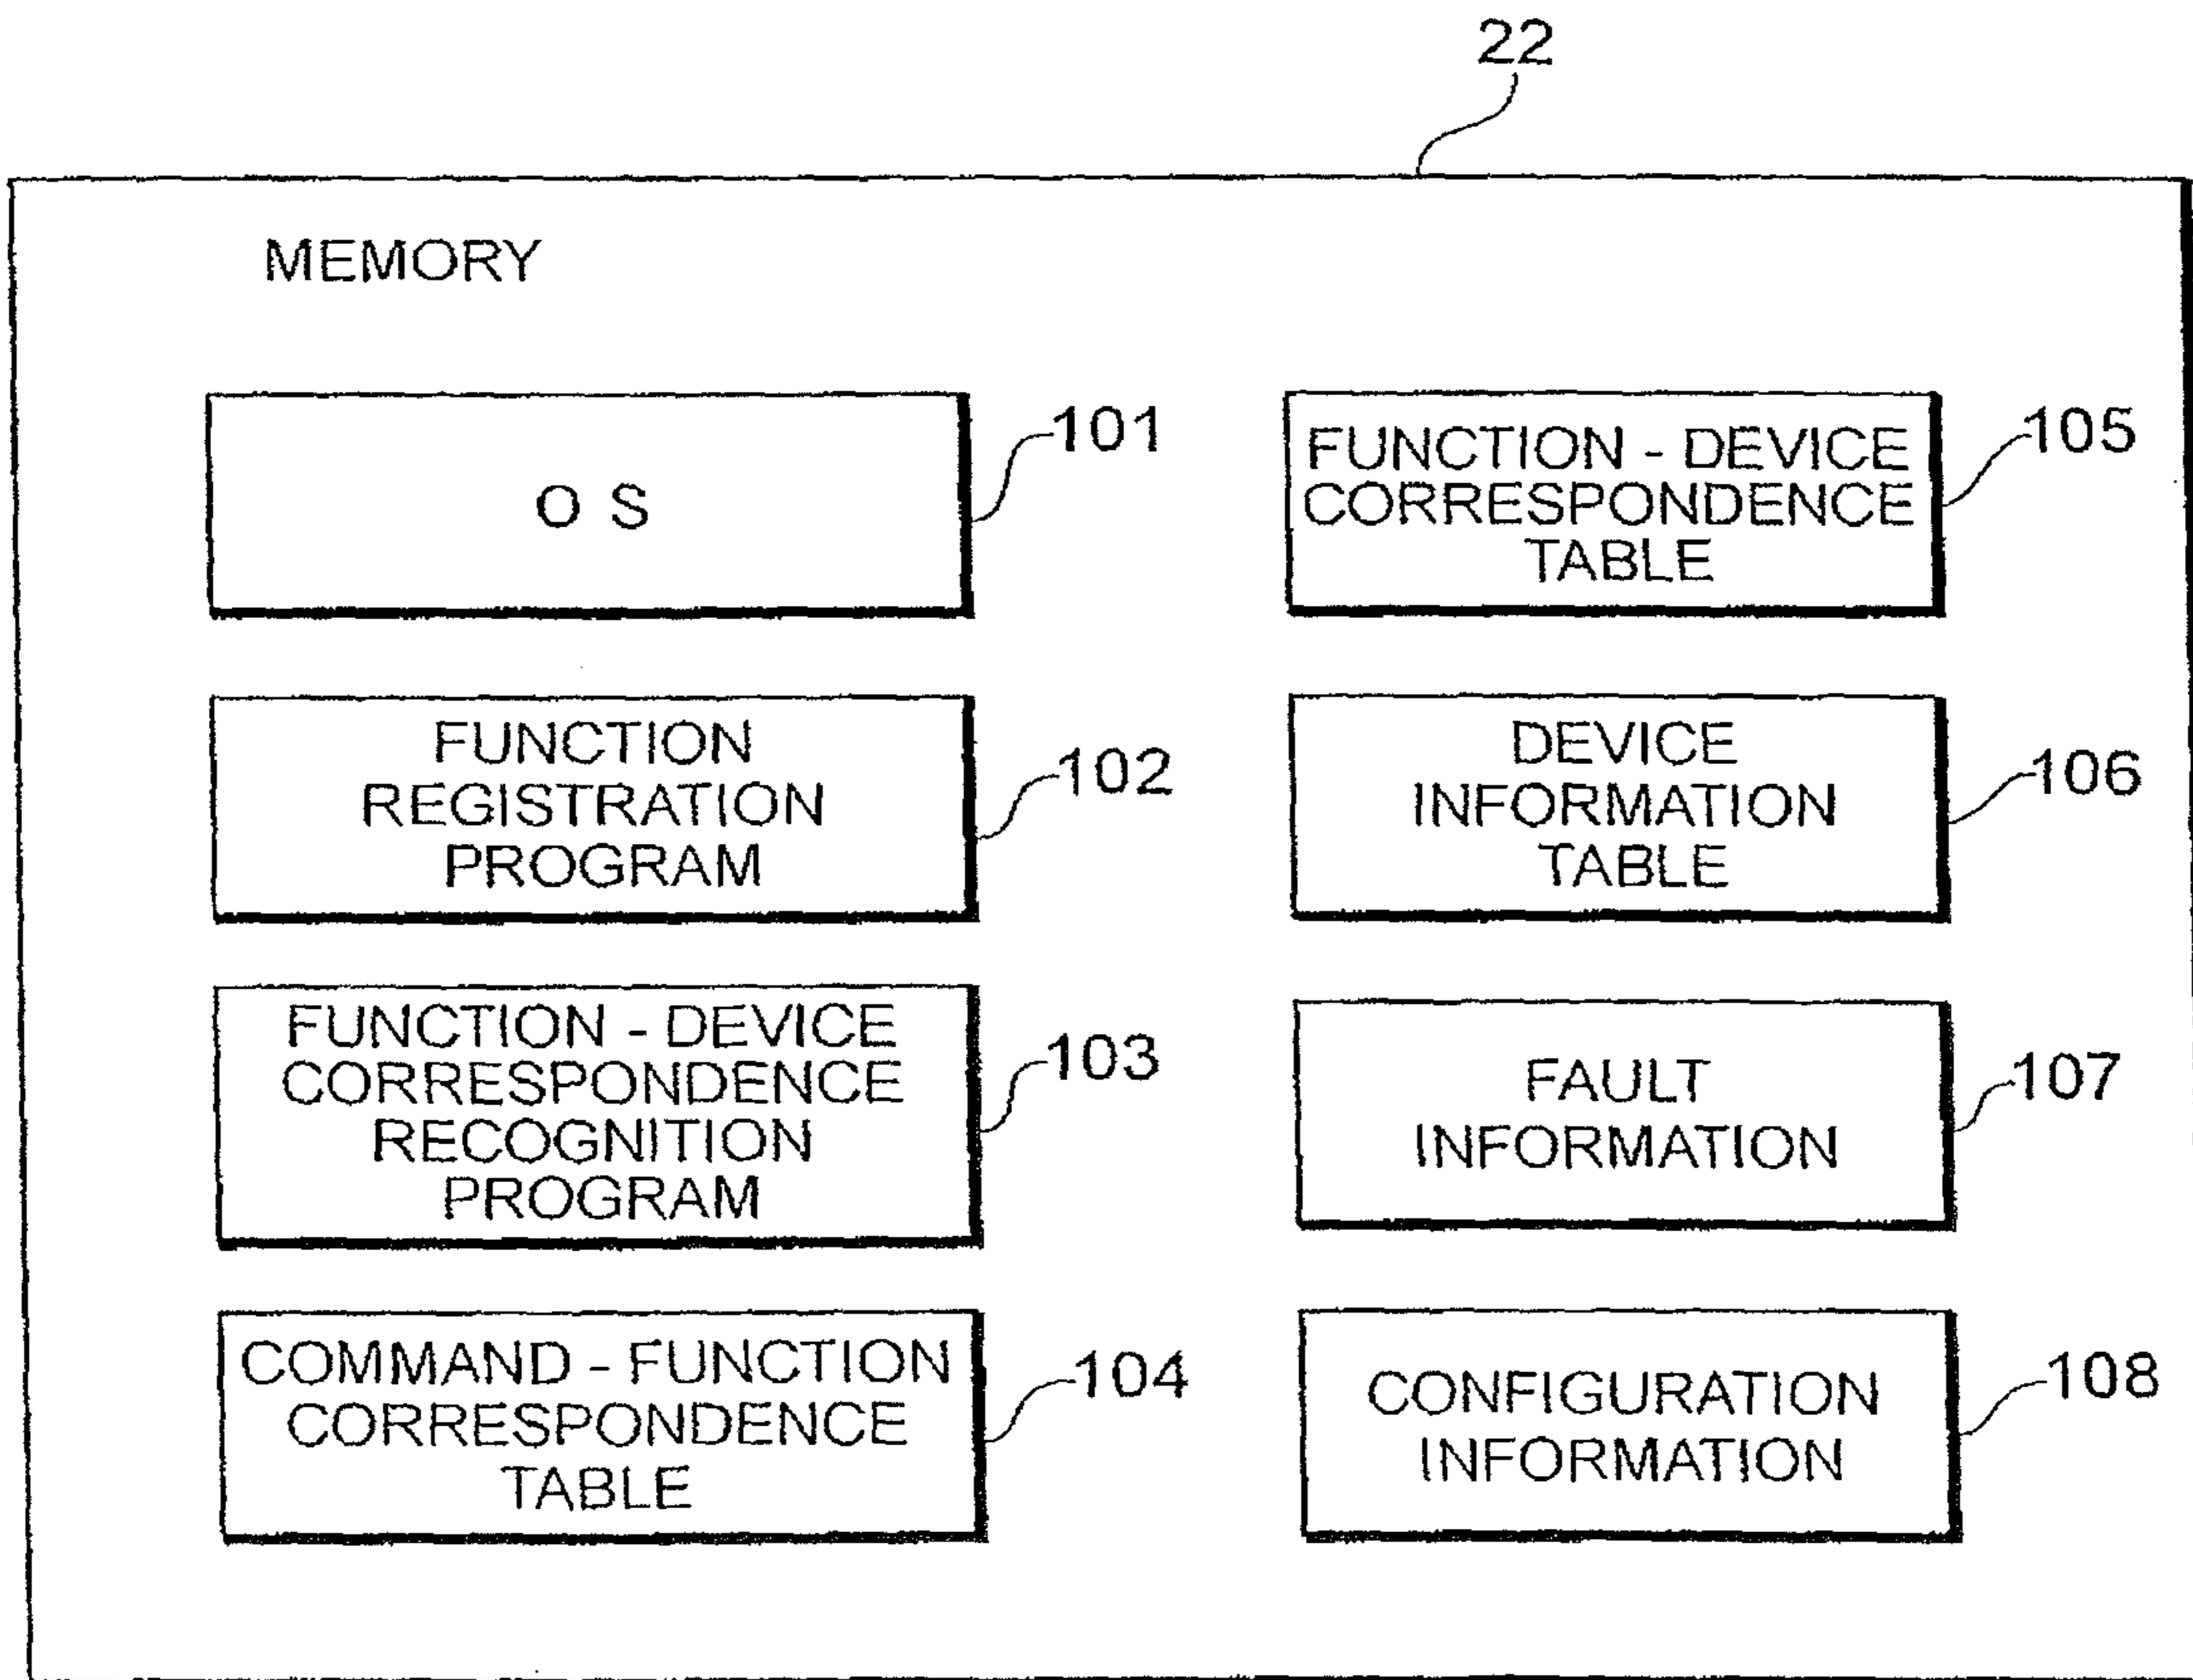 22
MEMORY
O S
101
FUNCTION
REGISTRATION
PROGRAM
102
FUNCTION - DEVICE
CORRESPONDENCE
RECOGNITION
PROGRAM
103
COMMAND - FUNCTION
CORRESPONDENCE
TABLE
104
FUNCTION - DEVICE
CORRESPONDENCE
TABLE
105
DEVICE
INFORMATION
TABLE
106
FAULT
INFORMATION
107
CONFIGURATION
INFORMATION
108